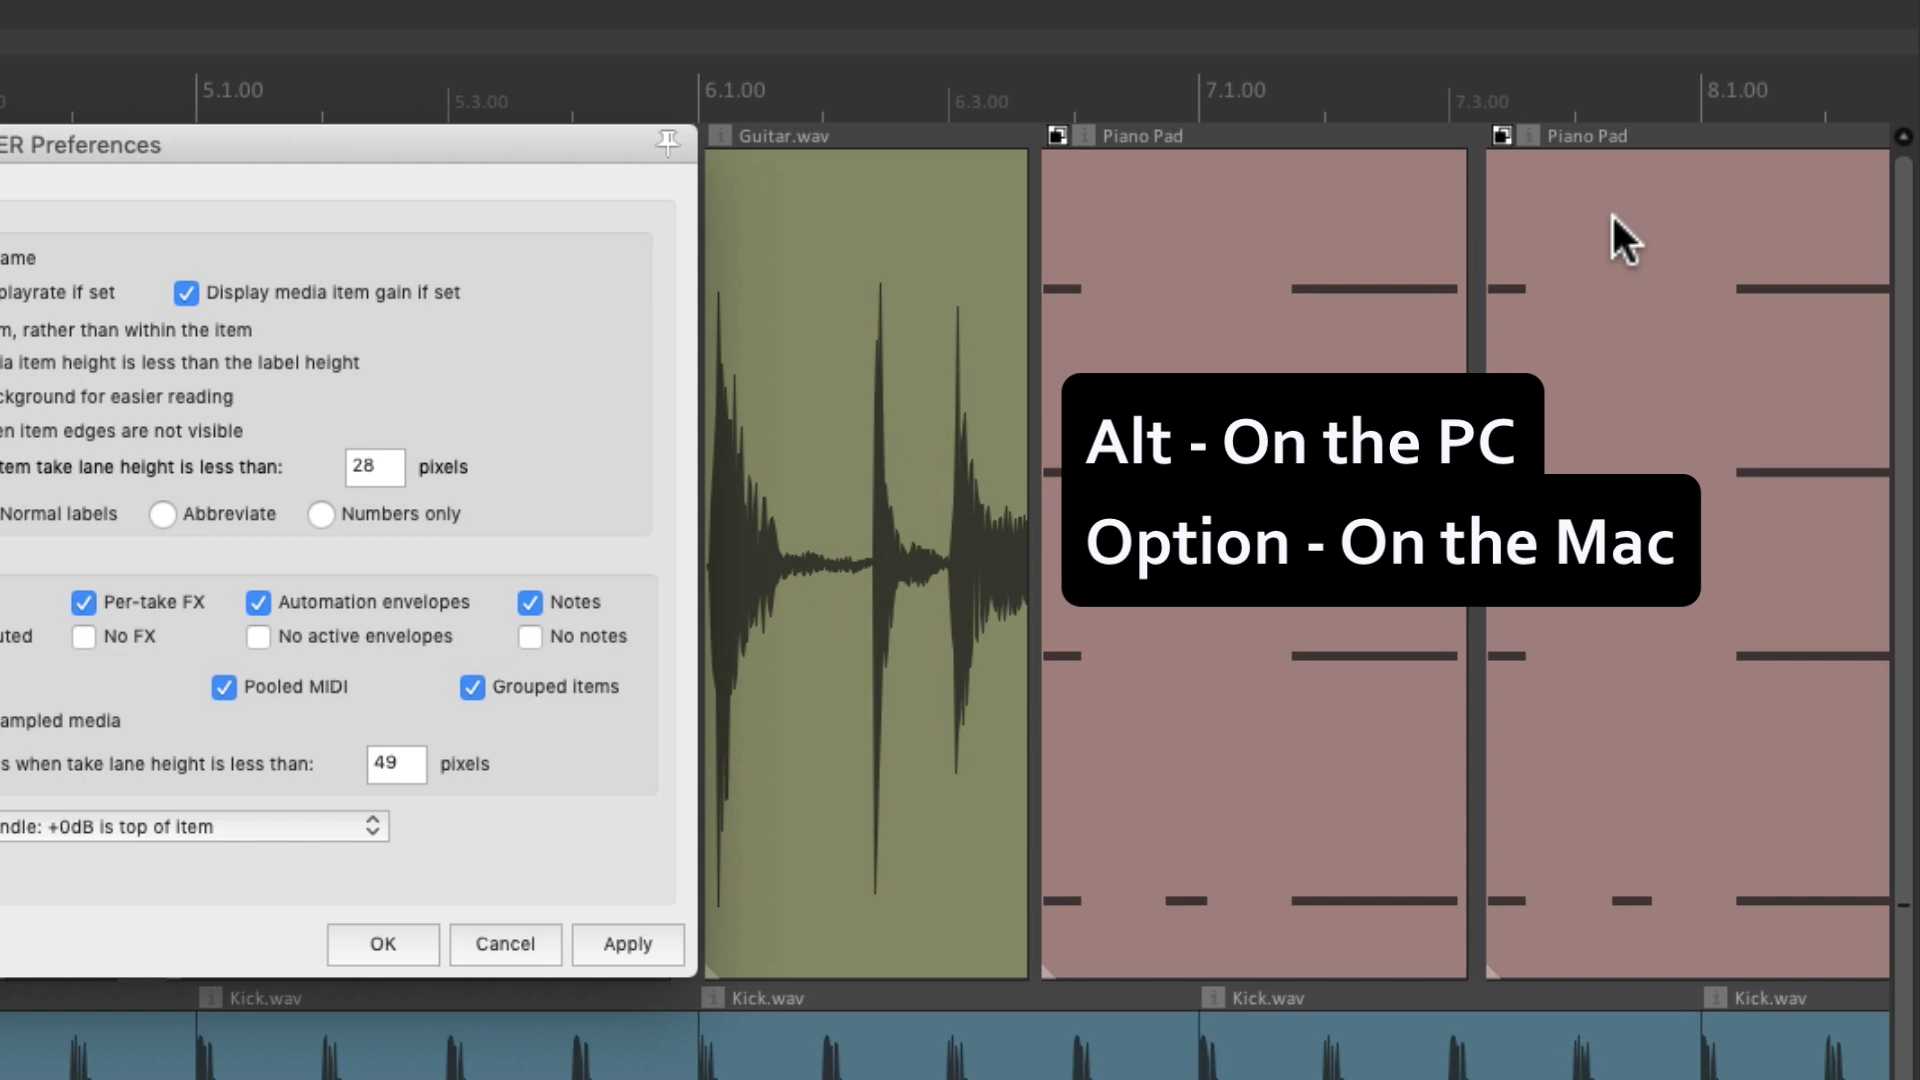 5.1.00
5.3.00
6.1.00
6.3.00
7.1.00
7.3.00
8.1.00
ER Preferences
Guitar.wav
Piano Pad
Piano Pad
ame
playrate if set
Display media item gain if set
m, rather than within the item
ia item height is less than the label height
ckground for easier reading
en item edges are not visible
tem take lane height is less than:
28
pixels
Normal labels
Abbreviate
Numbers only
Alt - On the PC
Option - On the Mac
Per-take FX
Automation envelopes
Notes
uted
No FX
No active envelopes
No notes
Pooled MIDI
Grouped items
ampled media
s when take lane height is less than:
49
pixels
ndle: +0dB is top of item
OK
Cancel
Apply
Kick.wav
Kick.wav
Kick.wav
Kick.wav